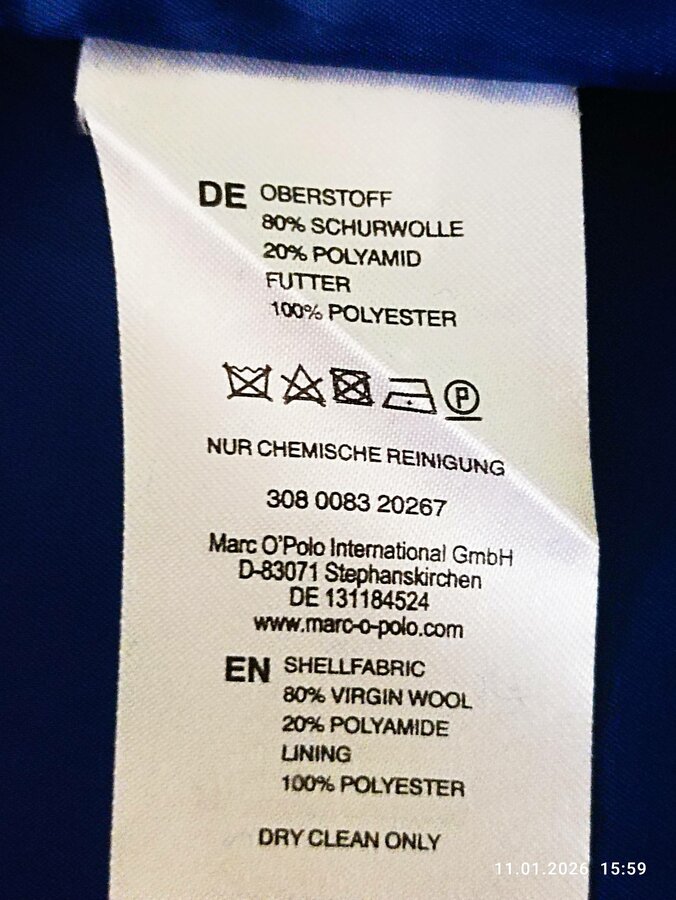 DE OBERSTOFF
80% SCHURWOLLE
20% POLYAMID
FUTTER
100% POLYESTER
P
NUR CHEMISCHE REINIGUNG
308 0083 20267
Marc O'Polo International GmbH
D-83071 Stephanskirchen
DE 131184524
www.marc-o-polo.com
EN SHELLFABRIC
80% VIRGIN WOOL
20% POLYAMIDE
LINING
100% POLYESTER
DRY CLEAN ONLY
11.01.2026 15:59